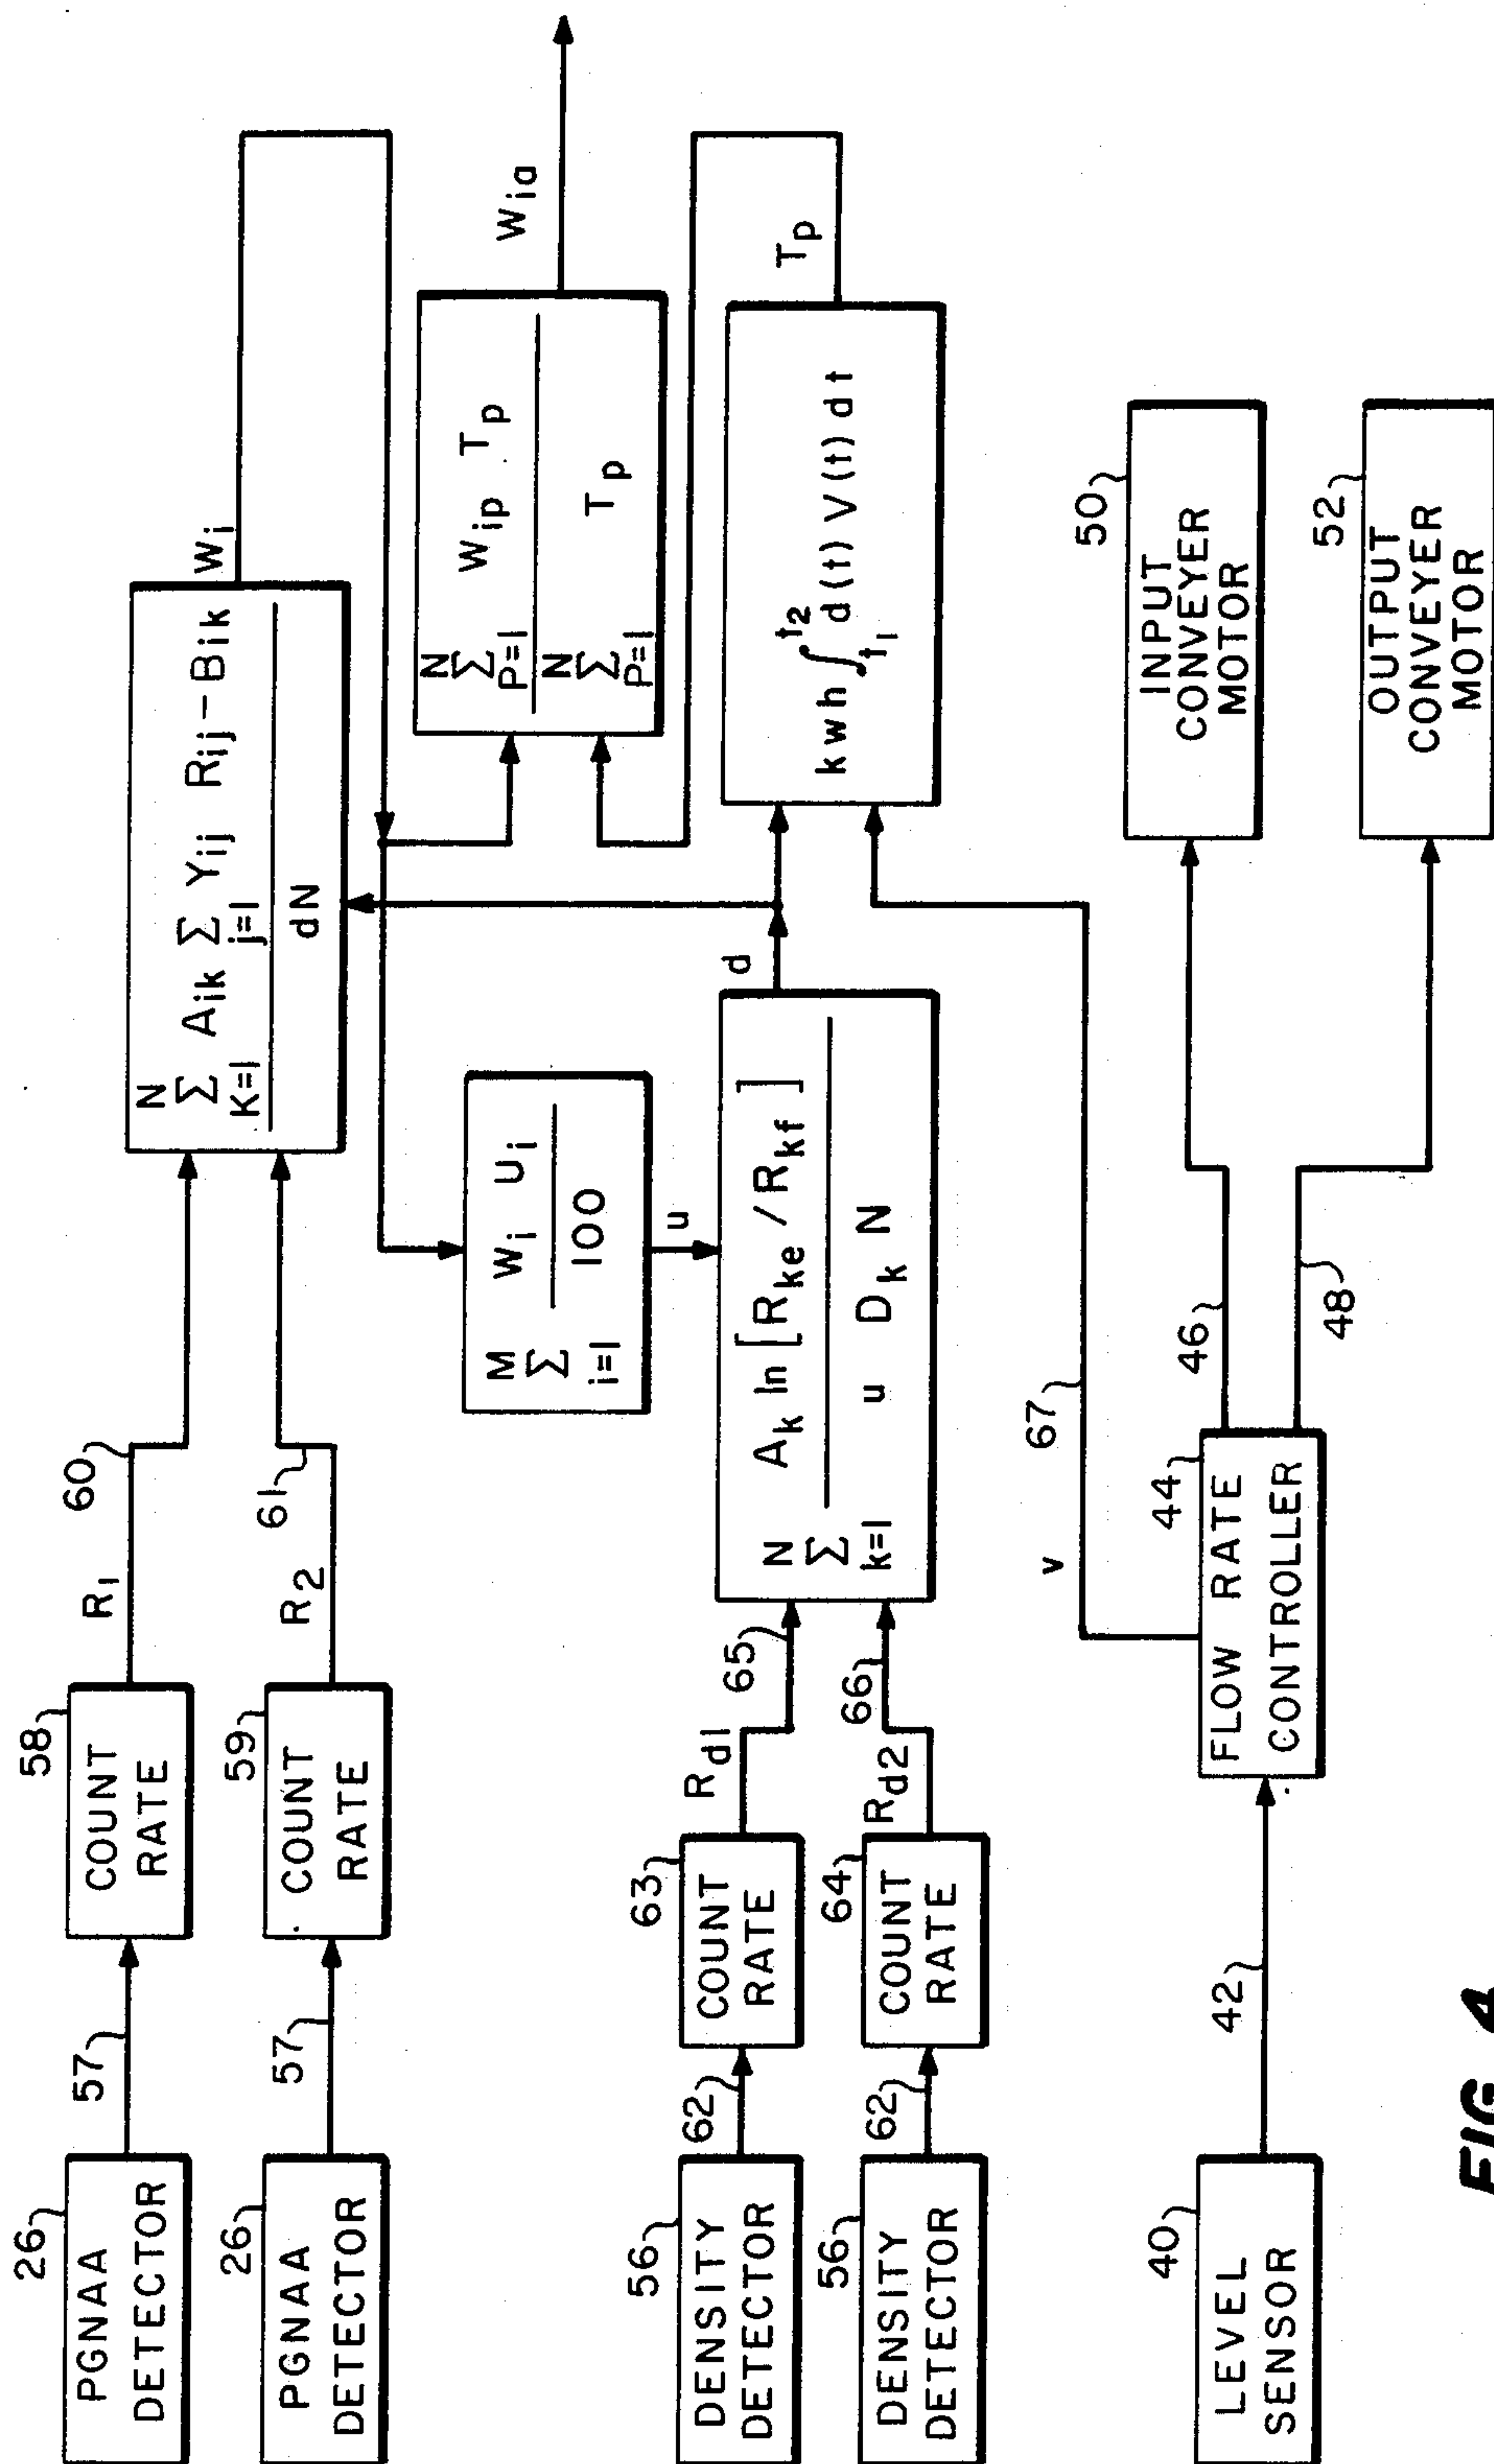 26
PGNAA
DETECTOR
57
58
COUNT
RATE
R1
60
N
Σ
K=1
Aik Σ Yij Rij-Bik
j=1
dN
Wi
26
PGNAA
DETECTOR
57
59
COUNT
RATE
R2
61
M
Σ
i=1
Wi Ui
100
u
N
Σ
P=1
Wip Tp
N
Σ
P=1
Tp
Wia
56
DENSITY
DETECTOR
62
63
COUNT
RATE
Rd1
65
N
Σ
k=1
Ak ln [Rke / Rkf]
u Dk N
d
kwh ∫ t1 t2 d(t) V(t) dt
Tp
56
DENSITY
DETECTOR
62
64
COUNT
RATE
Rd2
66
40
LEVEL
SENSOR
42
44
FLOW RATE
CONTROLLER
v
67
46
48
50
INPUT
CONVEYER
MOTOR
52
OUTPUT
CONVEYER
MOTOR
FIG. 4